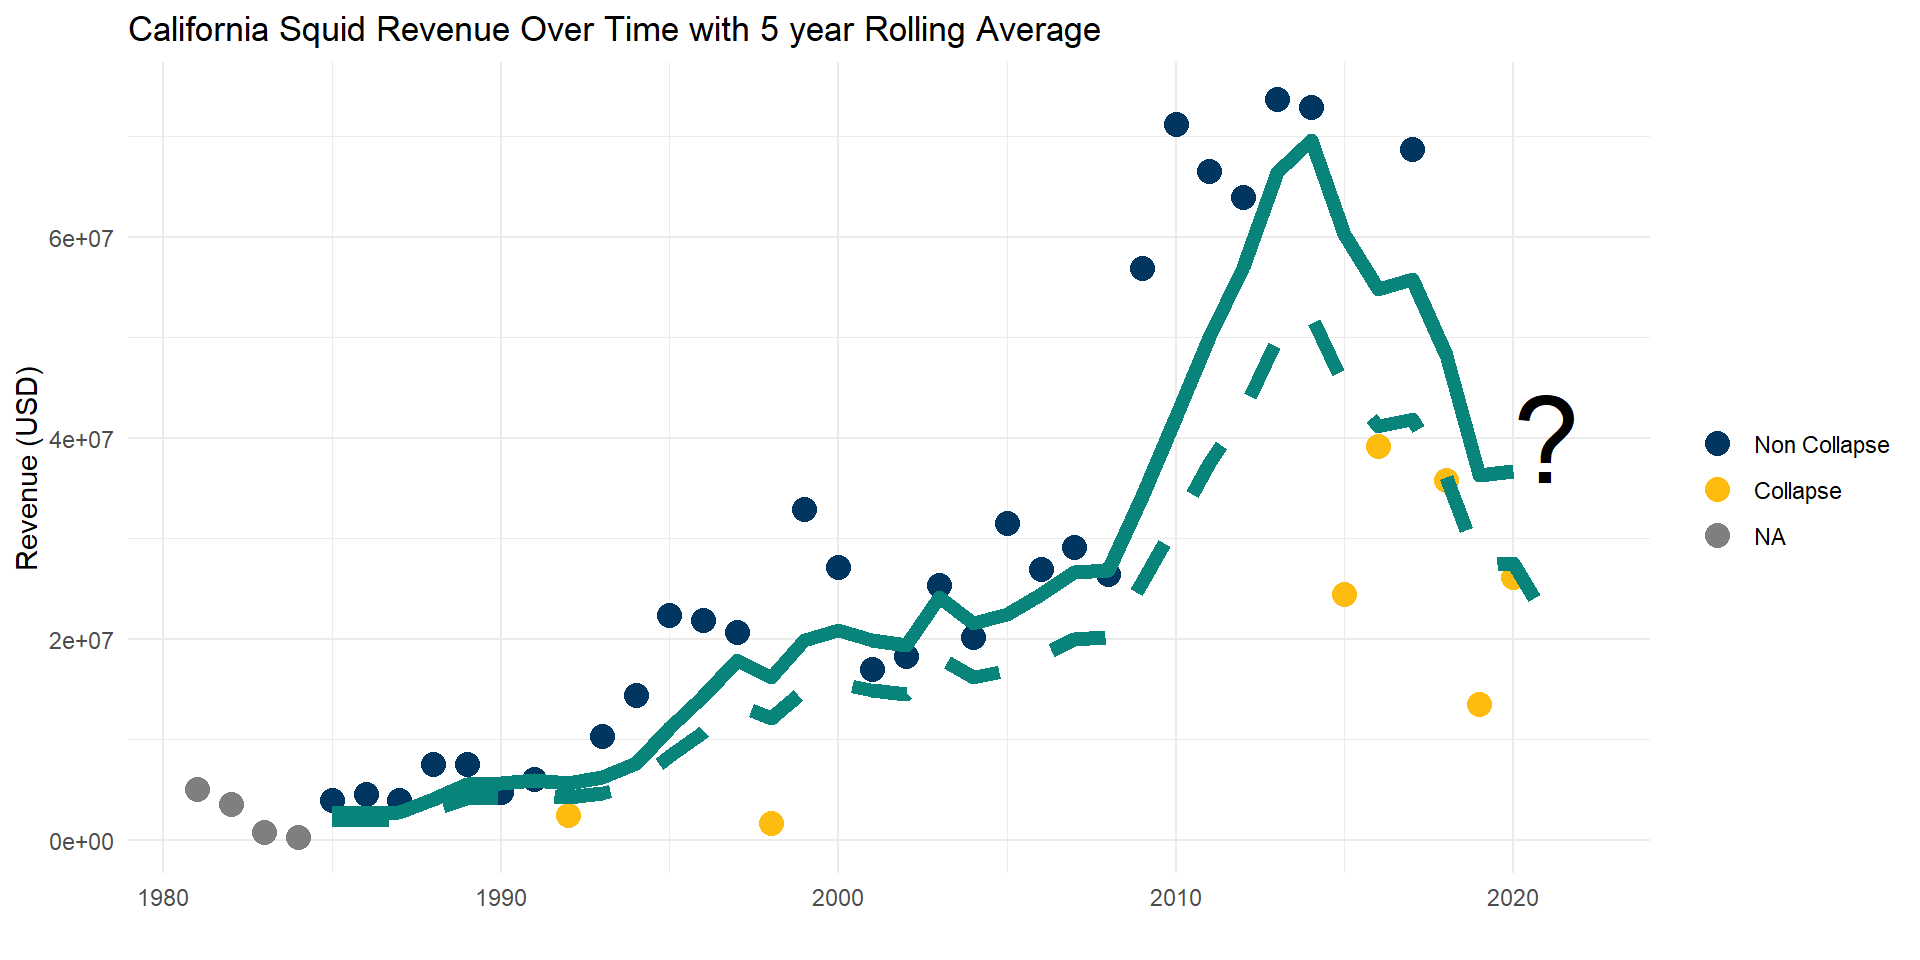 California Squid Revenue Over Time with 5 year Rolling Average
Revenue (USD)
6e+07
4e+07
2e+07
0e+00
1980
1990
2000
2010
2020
?
Non Collapse
Collapse
NA